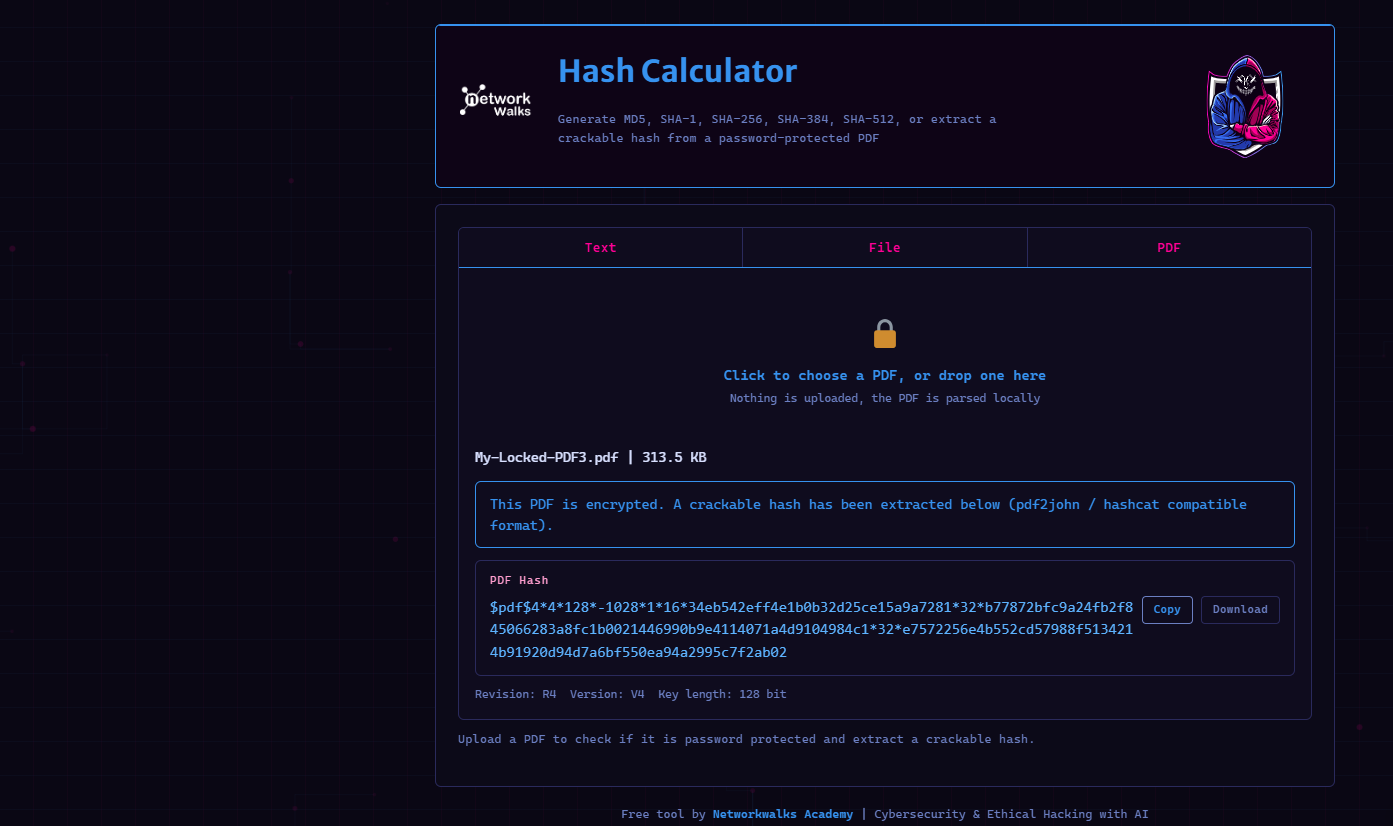 network
walks
Hash Calculator
Generate MD5, SHA-1, SHA-256, SHA-384, SHA-512, or extract a
crackable hash from a password-protected PDF
Text
File
PDF
Click to choose a PDF, or drop one here
Nothing is uploaded, the PDF is parsed locally
My-Locked-PDF3.pdf | 313.5 KB
This PDF is encrypted. A crackable hash has been extracted below (pdf2john / hashcat compatible
format).
PDF Hash
$pdf$4*4*128*-1028*1*16*34eb542eff4e1b0b32d25ce15a9a7281*32*b77872bfc9a24fb2f8
45066283a8fc1b0021446990b9e4114071a4d9104984c1*32*e7572256e4b552cd57988f513421
4b91920d94d7a6bf550ea94a2995c7f2ab02
Copy
Download
Revision: R4 Version: V4 Key length: 128 bit
Upload a PDF to check if it is password protected and extract a crackable hash.
Free tool by Networkwalks Academy | Cybersecurity & Ethical Hacking with AI